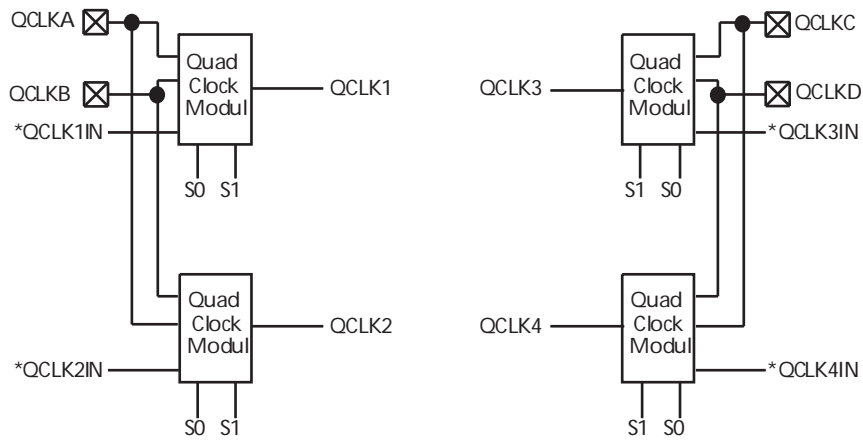 QCLKA
QCLKB
*QCLK1IN
Quad
Clock
Modul
QCLK1
S0 S1
QCLK3
Quad
Clock
Modul
QCLKC
QCLKD
*QCLK3IN
S1 S0
*QCLK2IN
Quad
Clock
Modul
QCLK2
S0 S1
QCLK4
Quad
Clock
Modul
*QCLK4IN
S1 S0